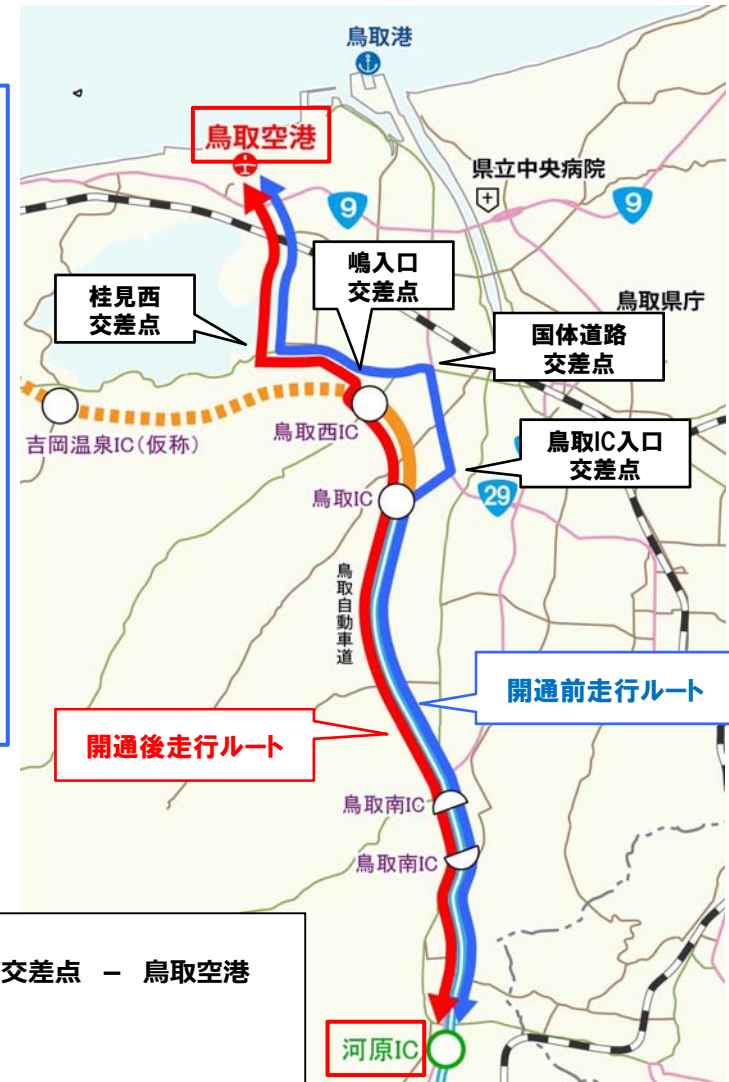 鳥取港
鳥取空港
県立中央病院
9
9
嶋入口
交差点
桂見西
交差点
鳥取県庁
国体道路
交差点
鳥取西IC
吉岡温泉IC(仮称)
鳥取IC入口
交差点
鳥取IC
29
鳥取自動車道
開通前走行ルート
開通後走行ルート
鳥取南IC
鳥取南IC
交差点 － 鳥取空港
河原IC